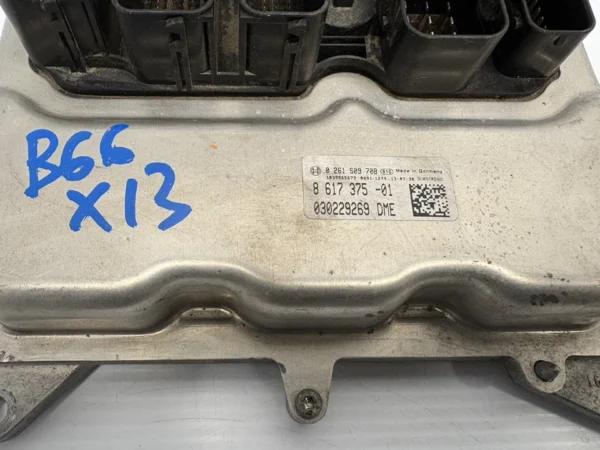 B66
X13
0 261 S09 708 Made in Germany
8 617 375 -01
030229269 DME